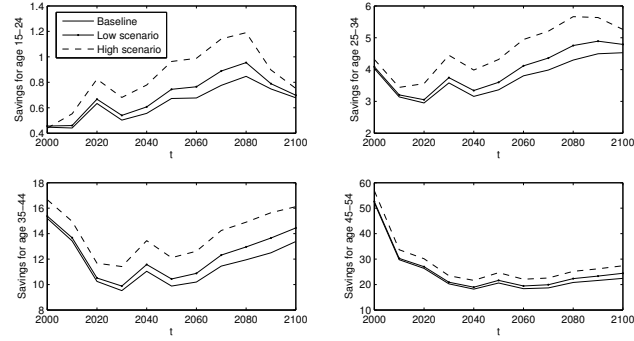 1.4
1.2
1
0.8
0.6
0.4
Savings for age 15–24
Baseline
Low scenario
High scenario
2000 2020 2040 2060 2080 2100
t
6
5
4
3
2
Savings for age 25–34
2000 2020 2040 2060 2080 2100
t
18
16
14
12
10
8
Savings for age 35–44
2000 2020 2040 2060 2080 2100
t
60
50
40
30
20
10
Savings for age 45–54
2000 2020 2040 2060 2080 2100
t